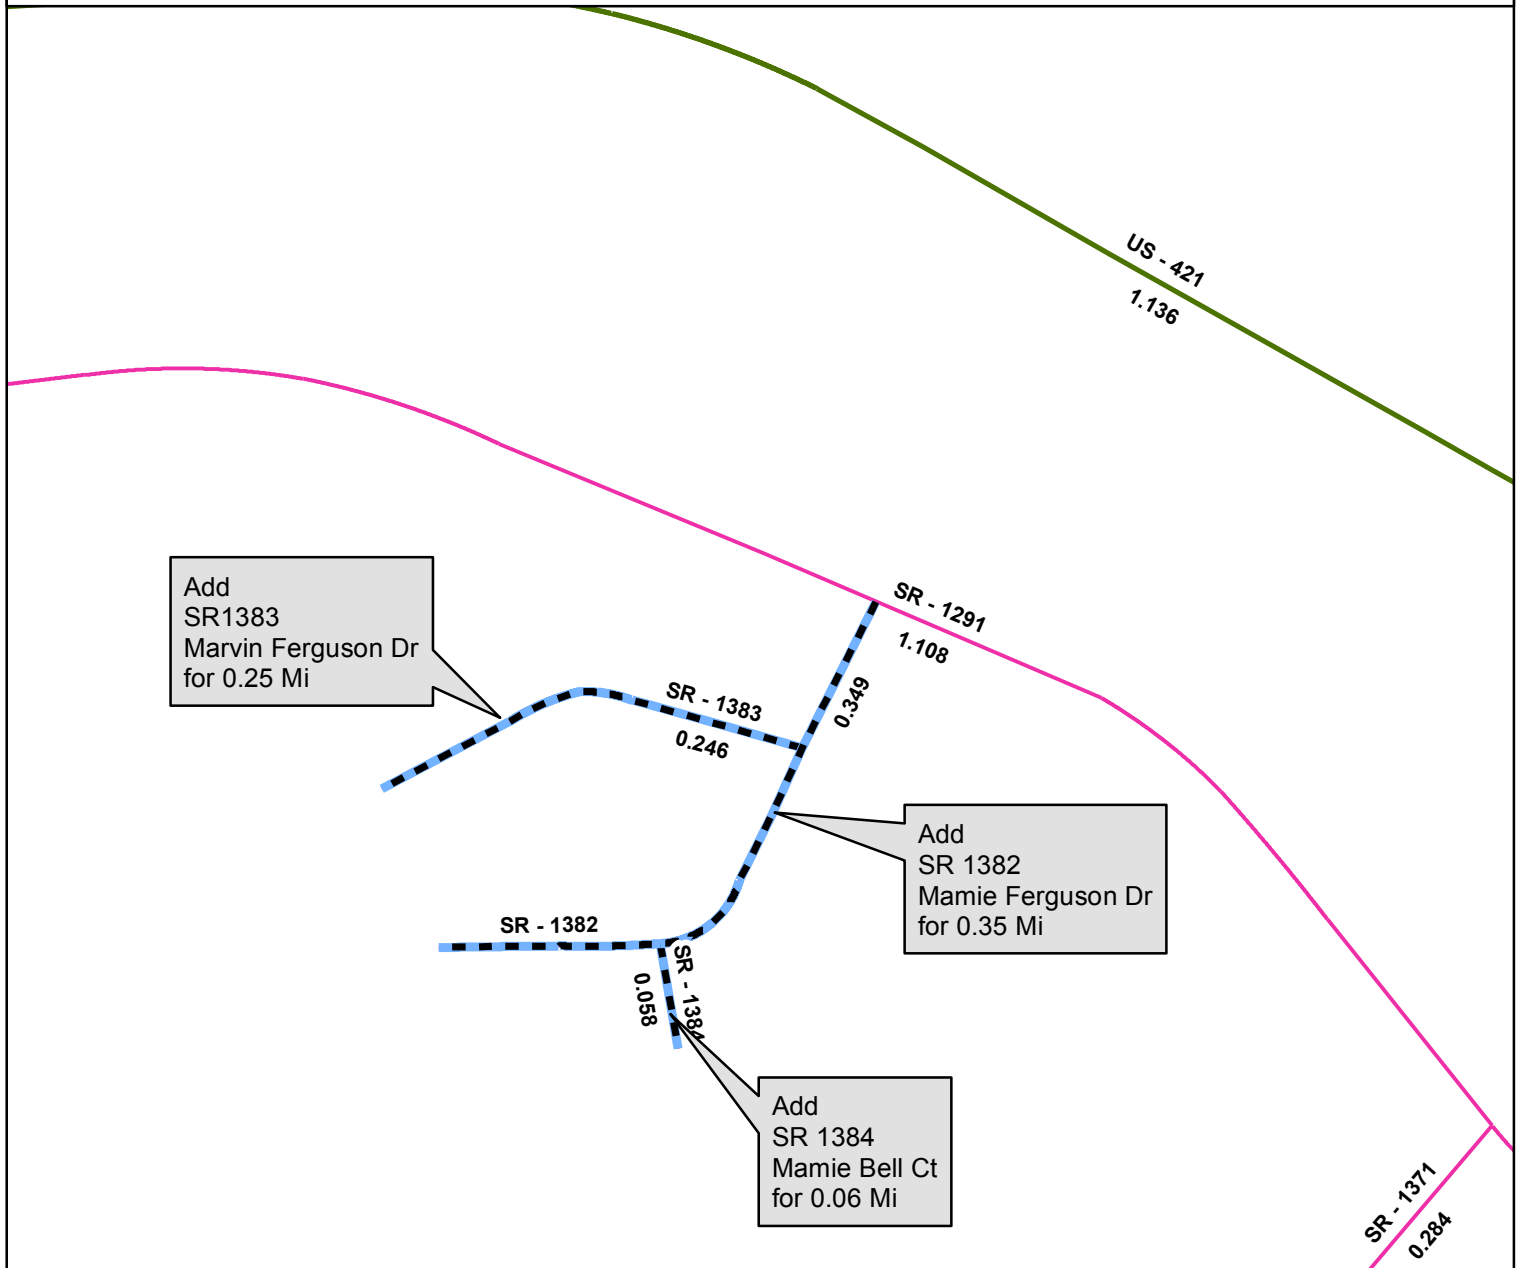 US - 421
1.136
Add
SR1383
Marvin Ferguson Dr
for 0.25 Mi
SR - 1291
1.108
SR - 1383
0.246
0.349
Add
SR 1382
Mamie Ferguson Dr
for 0.35 Mi
SR - 1382
SR - 1384
0.058
Add
SR 1384
Mamie Bell Ct
for 0.06 Mi
SR - 1371
0.284